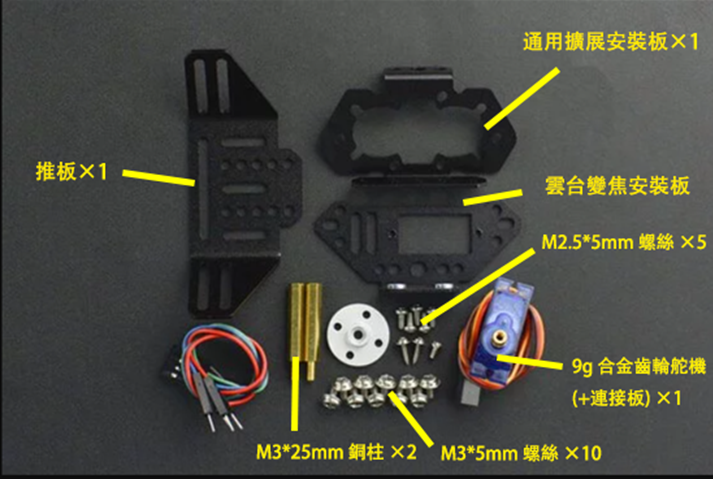 通用擴展安裝板×1
推板×1
雲台變焦安裝板
M2.5*5mm 螺絲 ×5
9g 合金齒輪舵機
(+連接板) ×1
M3*25mm 銅柱 ×2
M3*5mm 螺絲 ×10